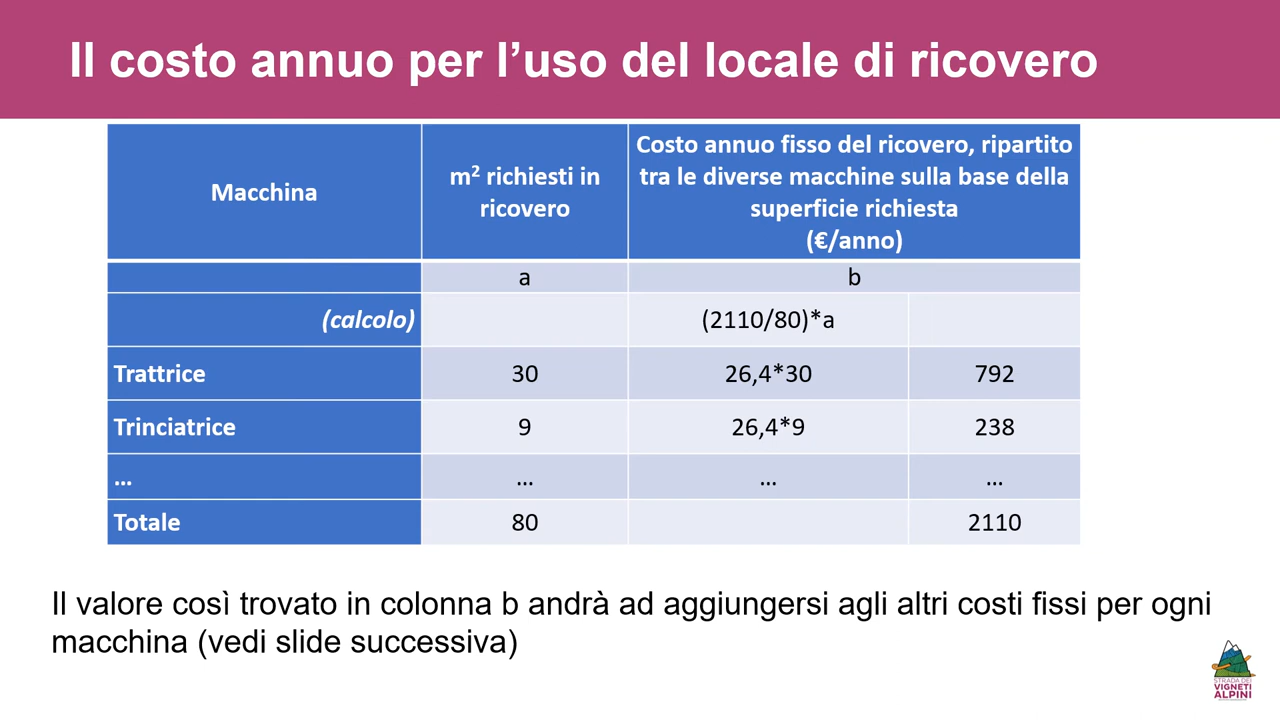 Il costo annuo per l’uso del locale di ricovero
Macchina
m² richiesti in
ricovero
Costo annuo fisso del ricovero, ripartito
tra le diverse macchine sulla base della
superficie richiesta
(€/anno)
a
b
(calcolo)
(2110/80)*a
Trattrice
30
26,4*30
792
Trinciatrice
9
26,4*9
238
...
...
...
...
Totale
80
2110
Il valore così trovato in colonna b andrà ad aggiungersi agli altri costi fissi per ogni
macchina (vedi slide successiva)
STRADA DEI
VIGNETI
ALPINI